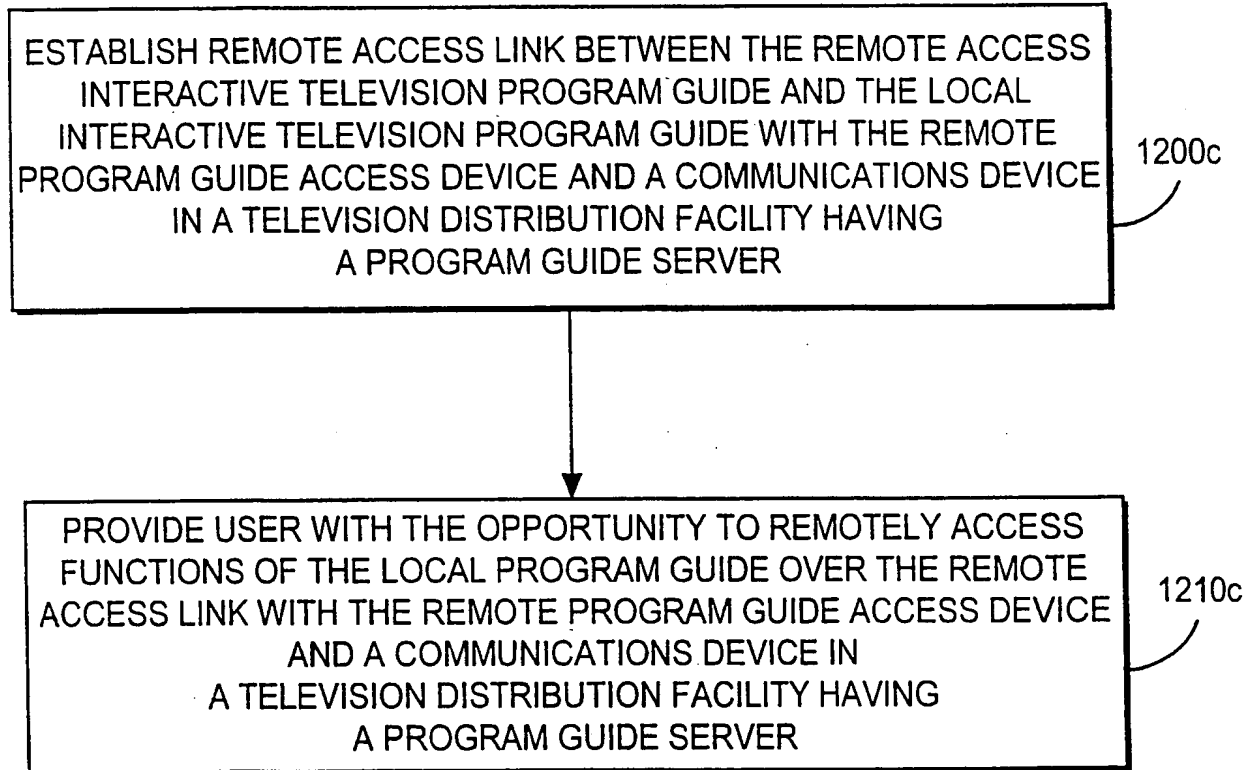 ESTABLISH REMOTE ACCESS LINK BETWEEN THE REMOTE ACCESS
INTERACTIVE TELEVISION PROGRAM GUIDE AND THE LOCAL
INTERACTIVE TELEVISION PROGRAM GUIDE WITH THE REMOTE
PROGRAM GUIDE ACCESS DEVICE AND A COMMUNICATIONS DEVICE
IN A TELEVISION DISTRIBUTION FACILITY HAVING
A PROGRAM GUIDE SERVER
1200c
PROVIDE USER WITH THE OPPORTUNITY TO REMOTELY ACCESS
FUNCTIONS OF THE LOCAL PROGRAM GUIDE OVER THE REMOTE
ACCESS LINK WITH THE REMOTE PROGRAM GUIDE ACCESS DEVICE
AND A COMMUNICATIONS DEVICE IN
A TELEVISION DISTRIBUTION FACILITY HAVING
A PROGRAM GUIDE SERVER
1210c